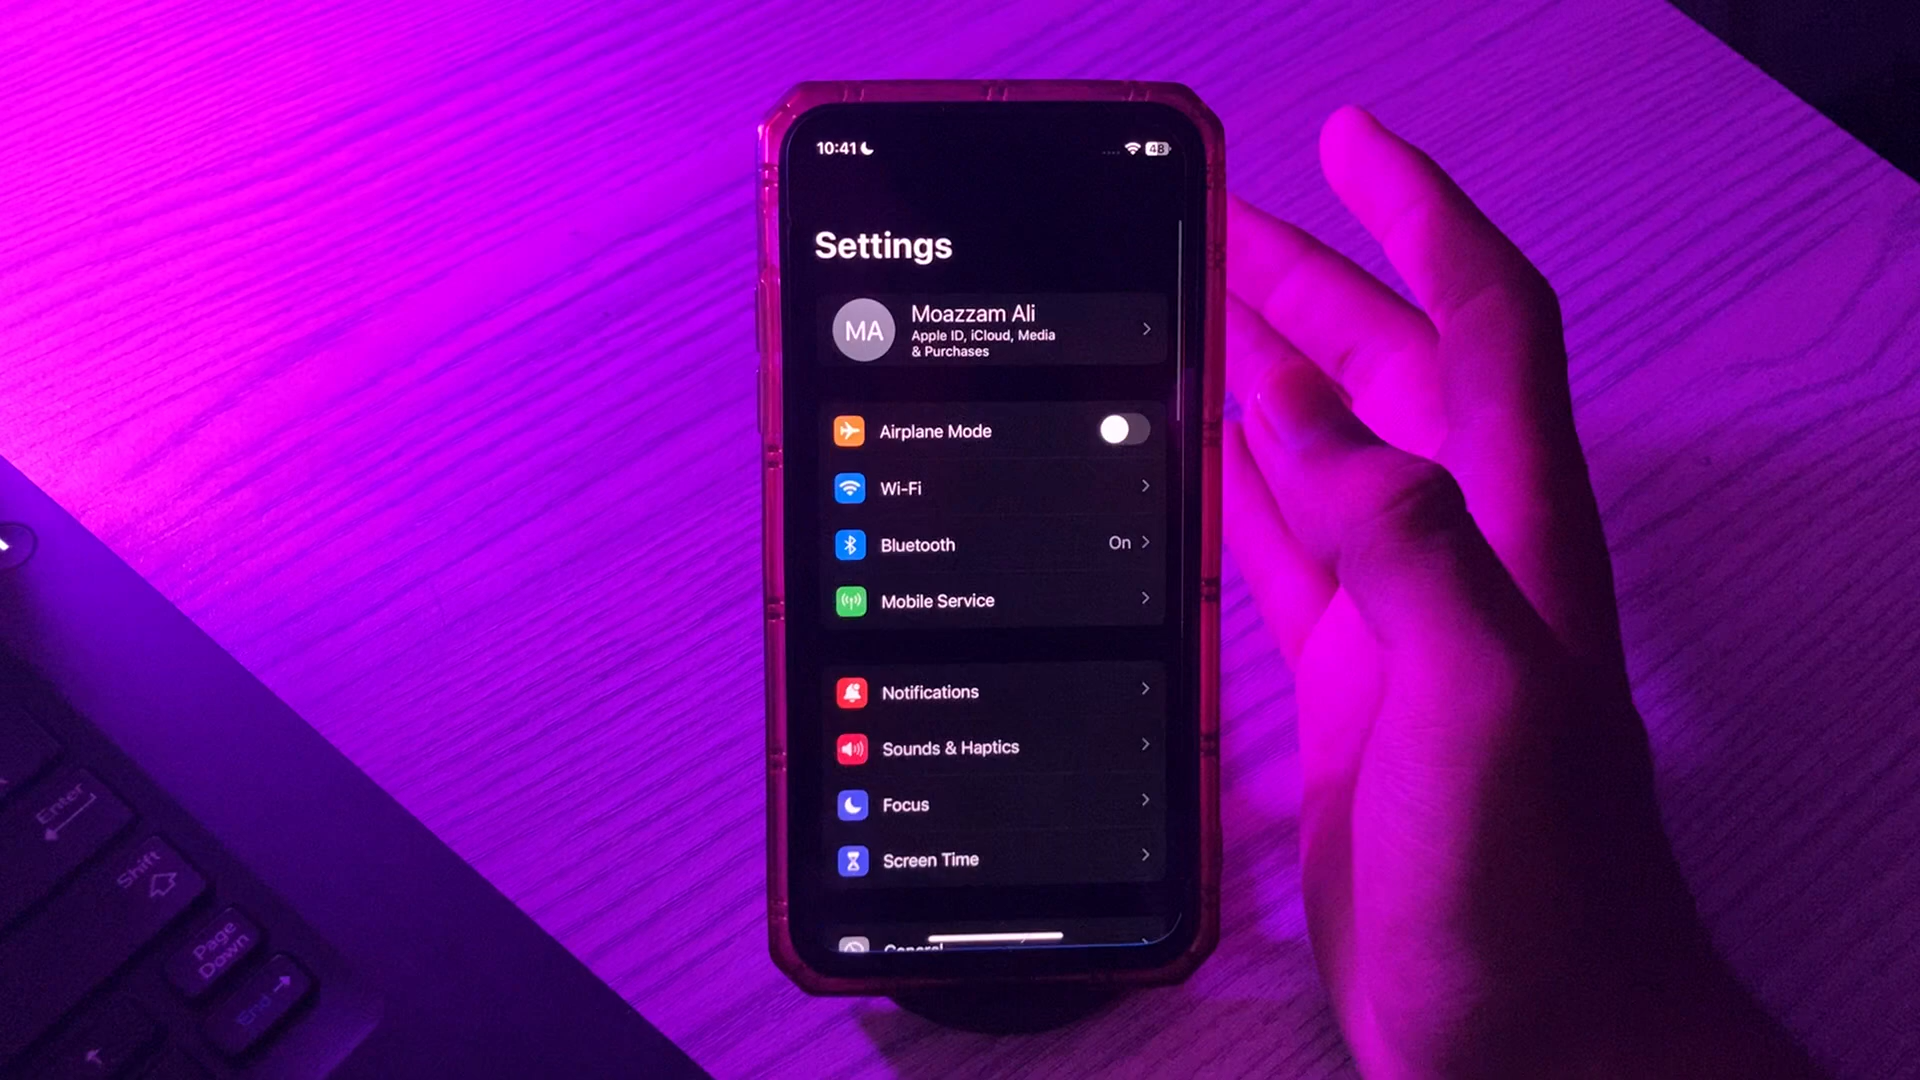 10:41
48
Settings
MA
Moazzam Ali
Apple ID, iCloud, Media
& Purchases
Airplane Mode
Wi-Fi
Bluetooth
On
Mobile Service
Notifications
Sounds & Haptics
Focus
Screen Time
General
Enter
Shift
Page
Down
End